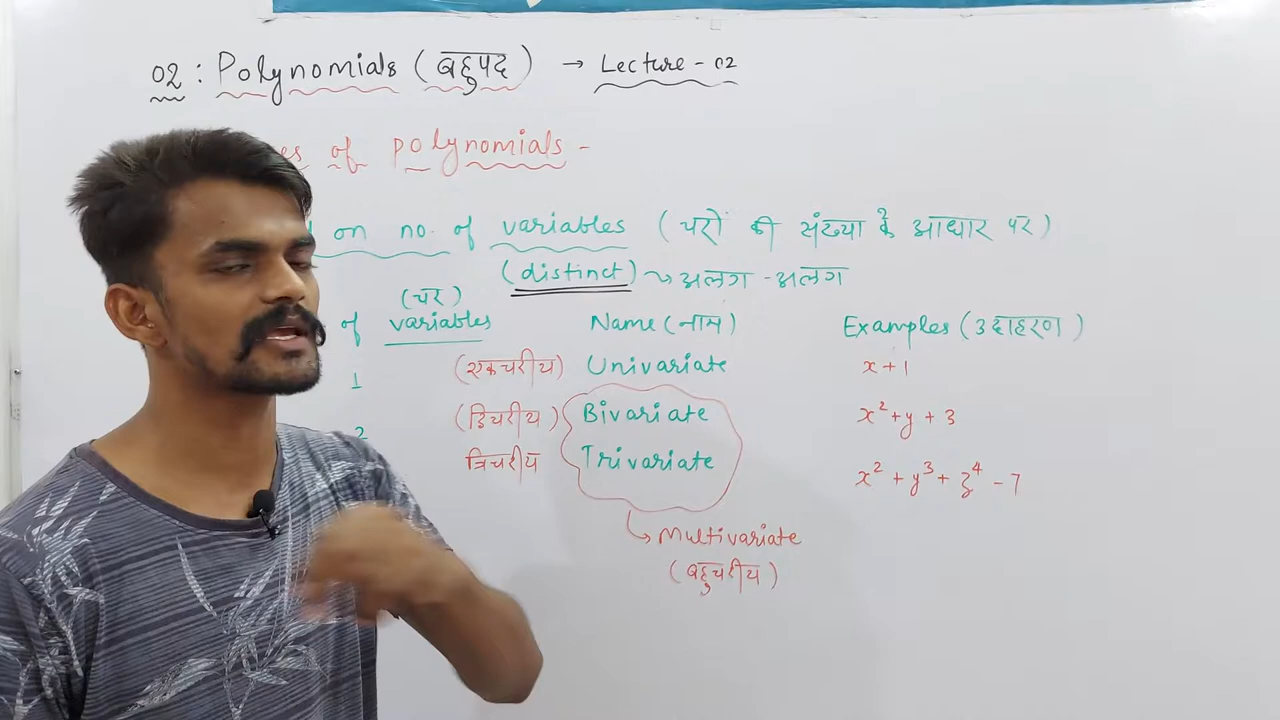 02 : Polynomials (बहुपद) → Lecture - 02
es of polynomials -
on no. of variables (चरों की संख्या के आधार पर)
(distinct) ~> अलग -अलग
(चर)
of variables Name (नाम) Examples (उदाहरण)
1 (एकचरीय) Univariate x + 1
2 (द्विचरीय) Bivariate x² + y + 3
त्रिचरीय Trivariate x² + y³ + z⁴ - 7
↳ Multivariate
(बहुचरीय)